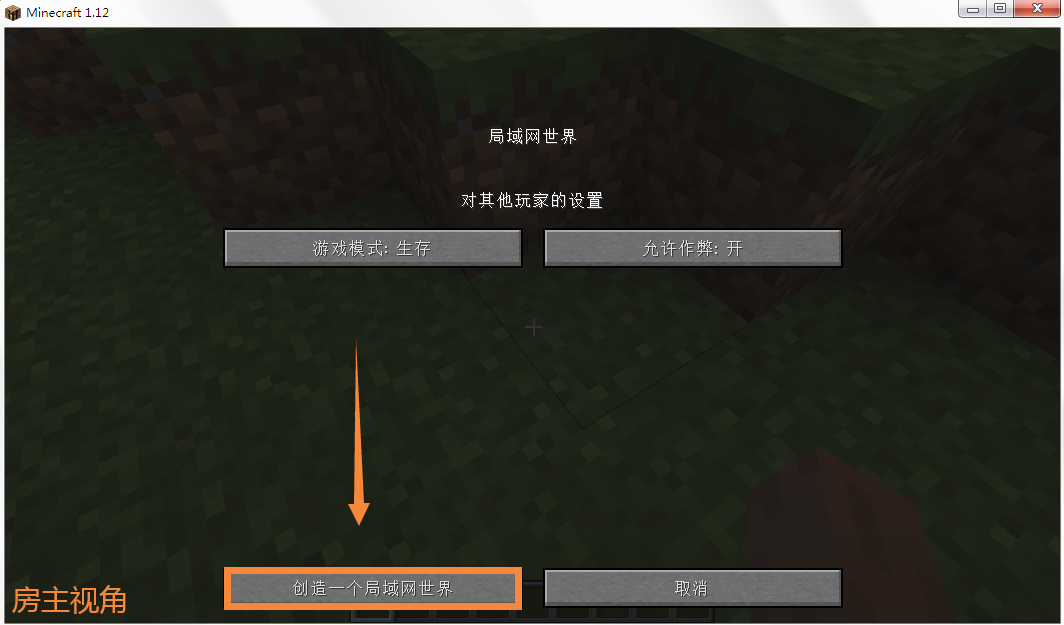 Minecraft 1.12
局域网世界
对其他玩家的设置
游戏模式: 生存
允许作弊: 开
创造一个局域网世界
取消
房主视角